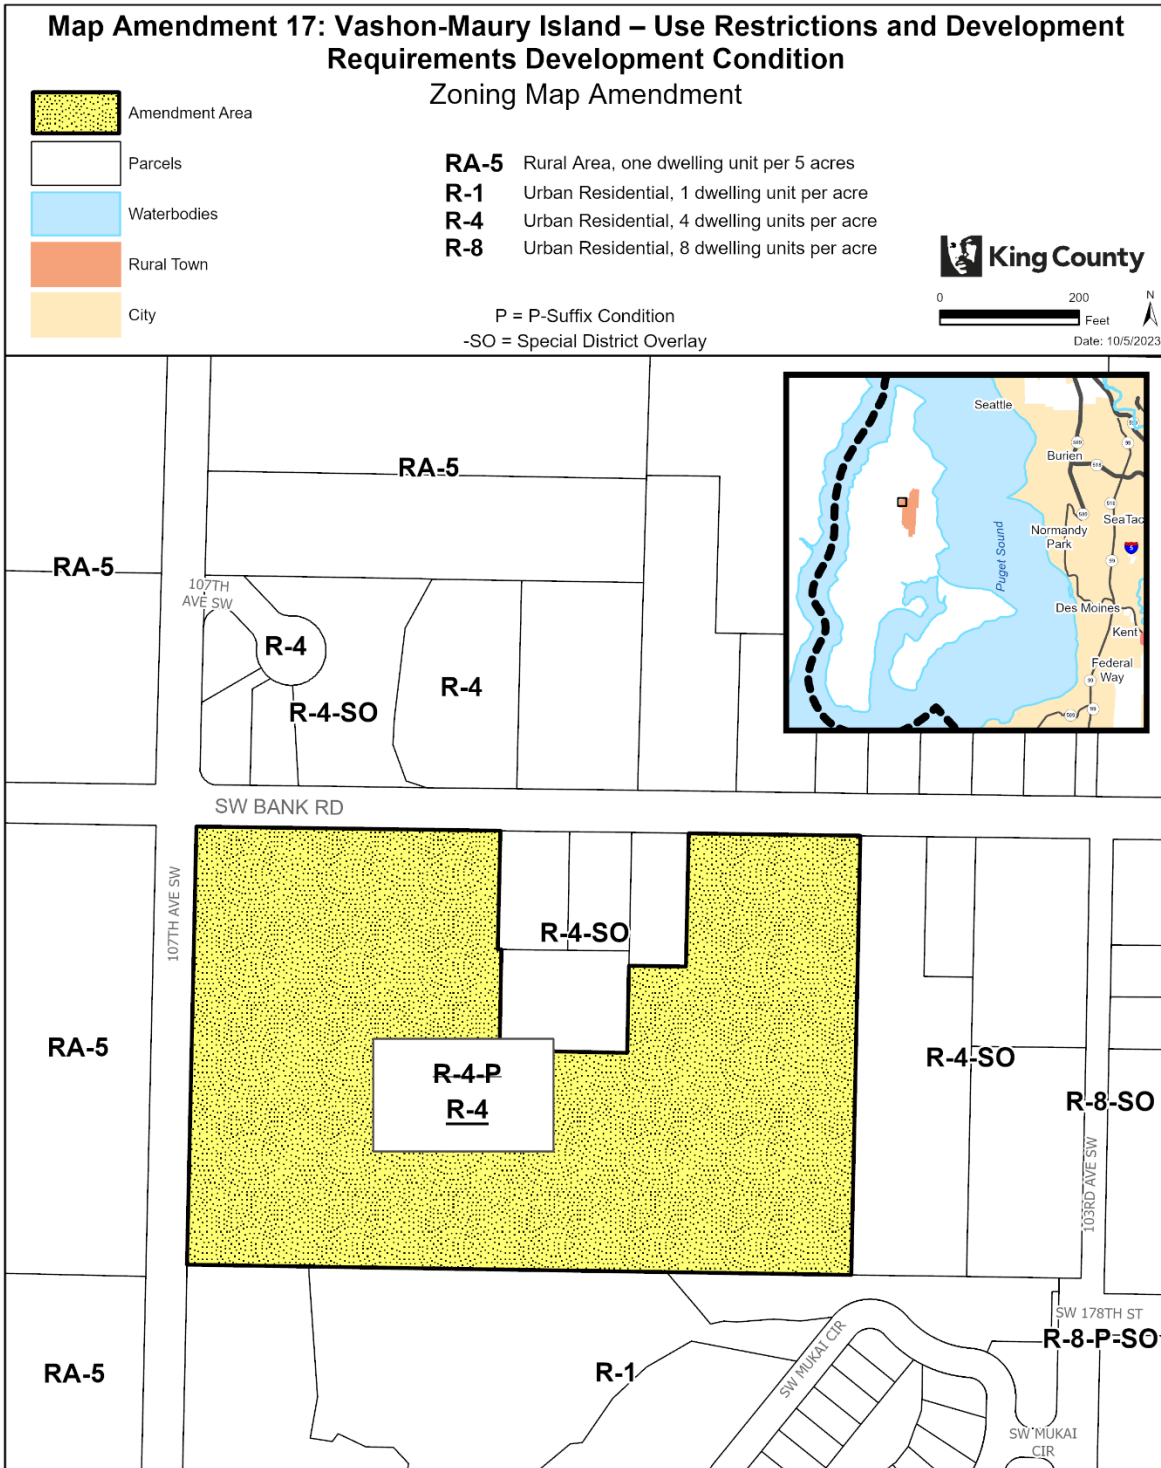 Map Amendment 17: Vashon-Maury Island – Use Restrictions and Development
Requirements Development Condition
Zoning Map Amendment
Amendment Area
Parcels
Waterbodies
Rural Town
City
RA-5 Rural Area, one dwelling unit per 5 acres
R-1 Urban Residential, 1 dwelling unit per acre
R-4 Urban Residential, 4 dwelling units per acre
R-8 Urban Residential, 8 dwelling units per acre
P = P-Suffix Condition
-SO = Special District Overlay
King County
0 200
Feet
N
Date: 10/5/2023
Seattle
Burien
Normandy
Park
SeaTac
Puget Sound
Des Moines
Kent
Federal
Way
518
509
5
99
RA-5
RA-5
107TH
AVE SW
R-4
R-4
R-4-SO
SW BANK RD
107TH AVE SW
R-4-SO
RA-5
R-4-P
R-4
R-4-SO
R-8-SO
103RD AVE SW
SW 178TH ST
R-8-P-SO
RA-5
R-1
SW MUKAI CIR
SW MUKAI
CIR